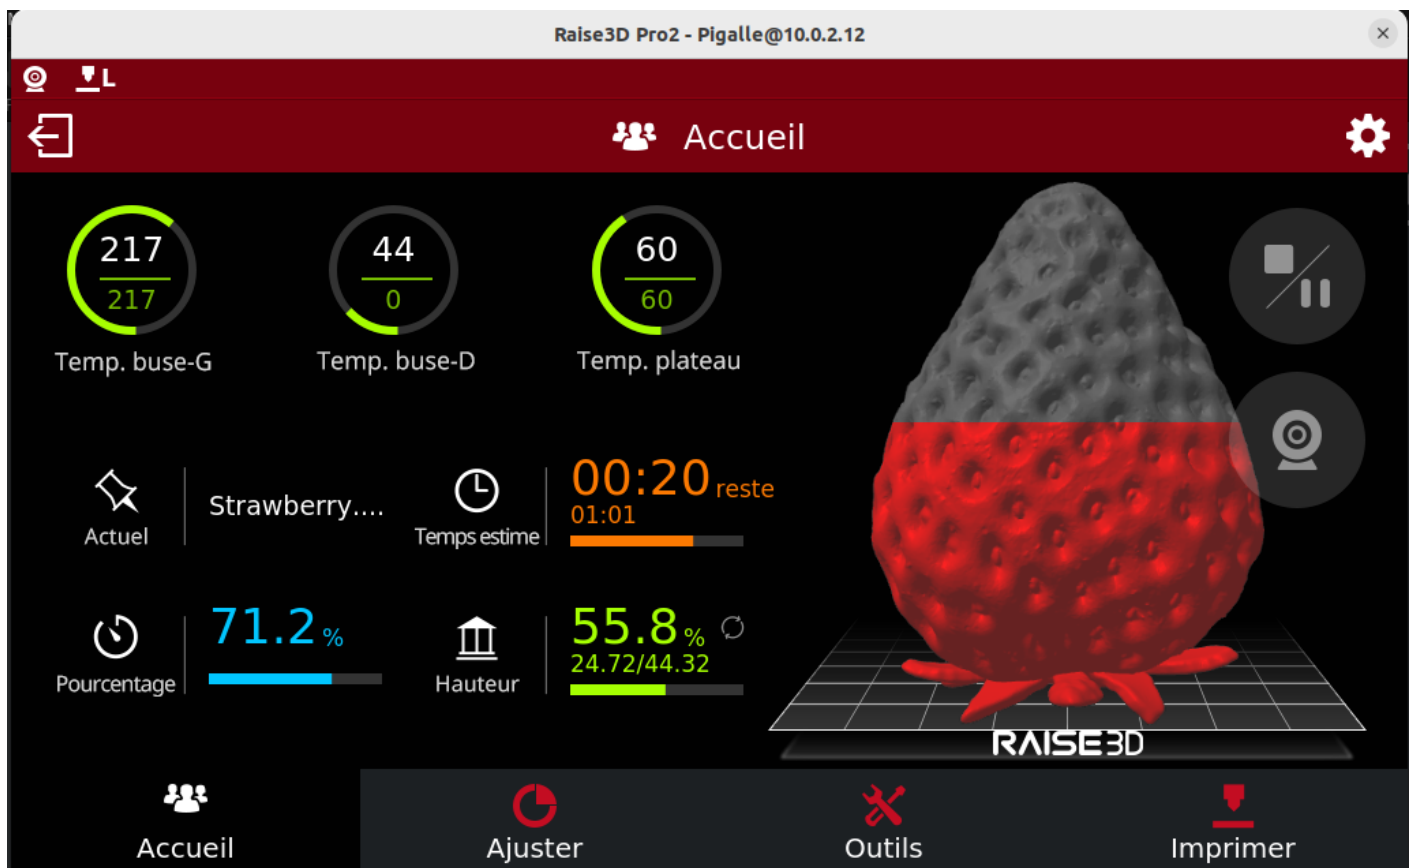 Raise3D Pro2 - Pigalle@10.0.2.12
L
Accueil
217
217
Temp. buse-G
44
0
Temp. buse-D
60
60
Temp. plateau
Actuel
Strawberry....
Temps estime
00:20 reste
01:01
Pourcentage
71.2 %
Hauteur
55.8 %
24.72/44.32
RAISE3D
Accueil
Ajuster
Outils
Imprimer